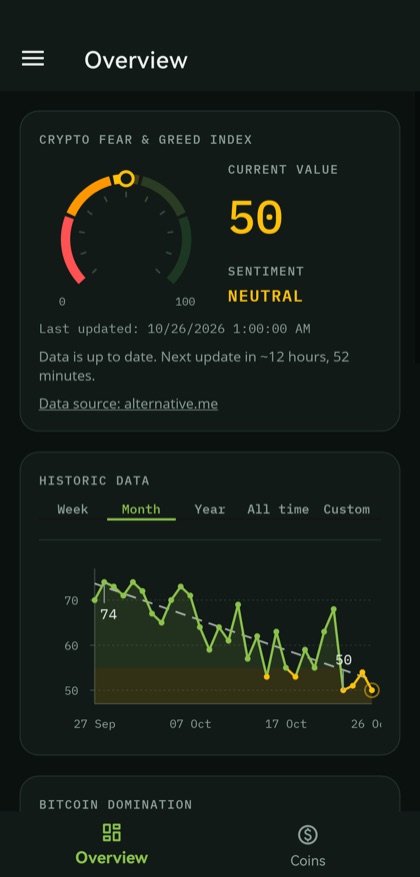 Overview
CRYPTO FEAR & GREED INDEX
CURRENT VALUE
50
SENTIMENT
NEUTRAL
0
100
Last updated: 10/26/2026 1:00:00 AM
Data is up to date. Next update in ~12 hours, 52
minutes.
Data source: alternative.me
HISTORIC DATA
Week Month Year All time Custom
70
74
60
50
50
27 Sep 07 Oct 17 Oct 26 O
BITCOIN DOMINATION
Overview
Coins